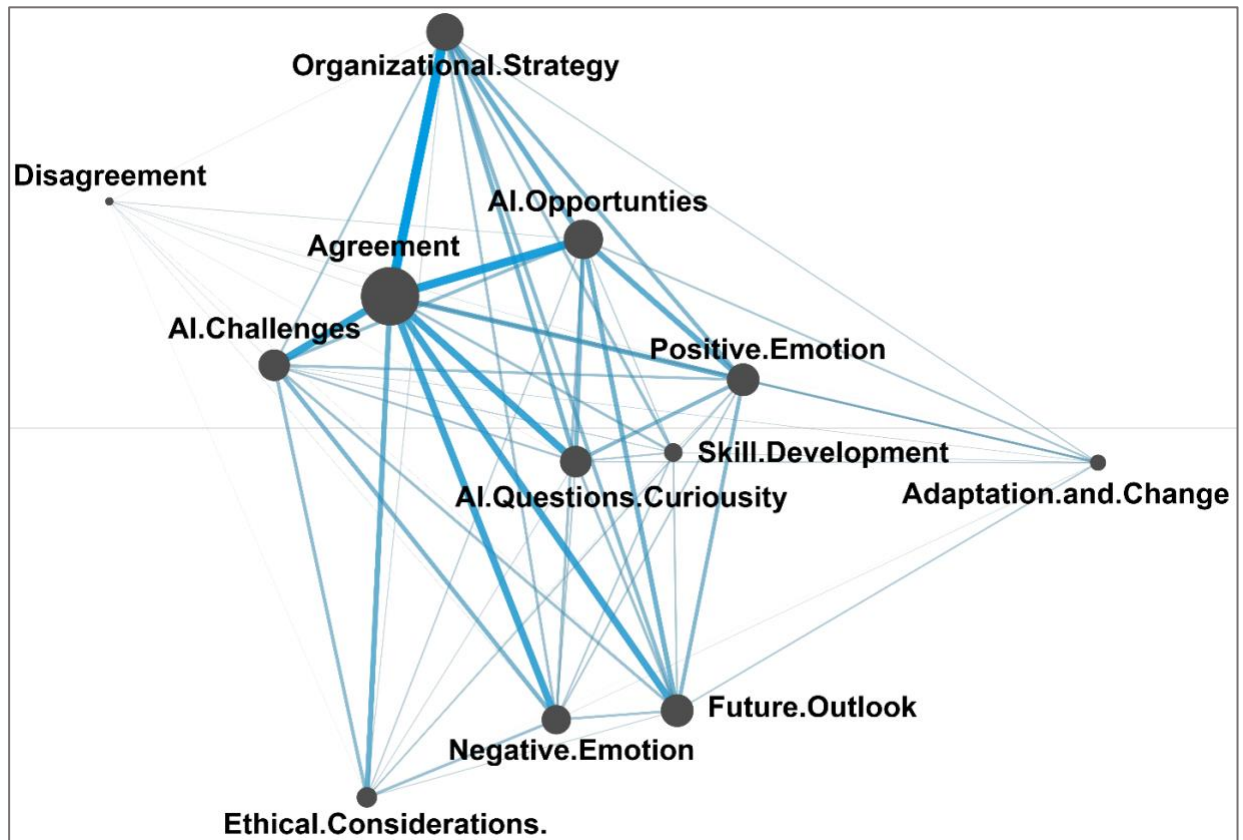 Organizational.Strategy
Disagreement
AI.Opportunties
Agreement
AI.Challenges
Positive.Emotion
Skill.Development
AI.Questions.Curiousity
Adaptation.and.Change
Future.Outlook
Negative.Emotion
Ethical.Considerations.